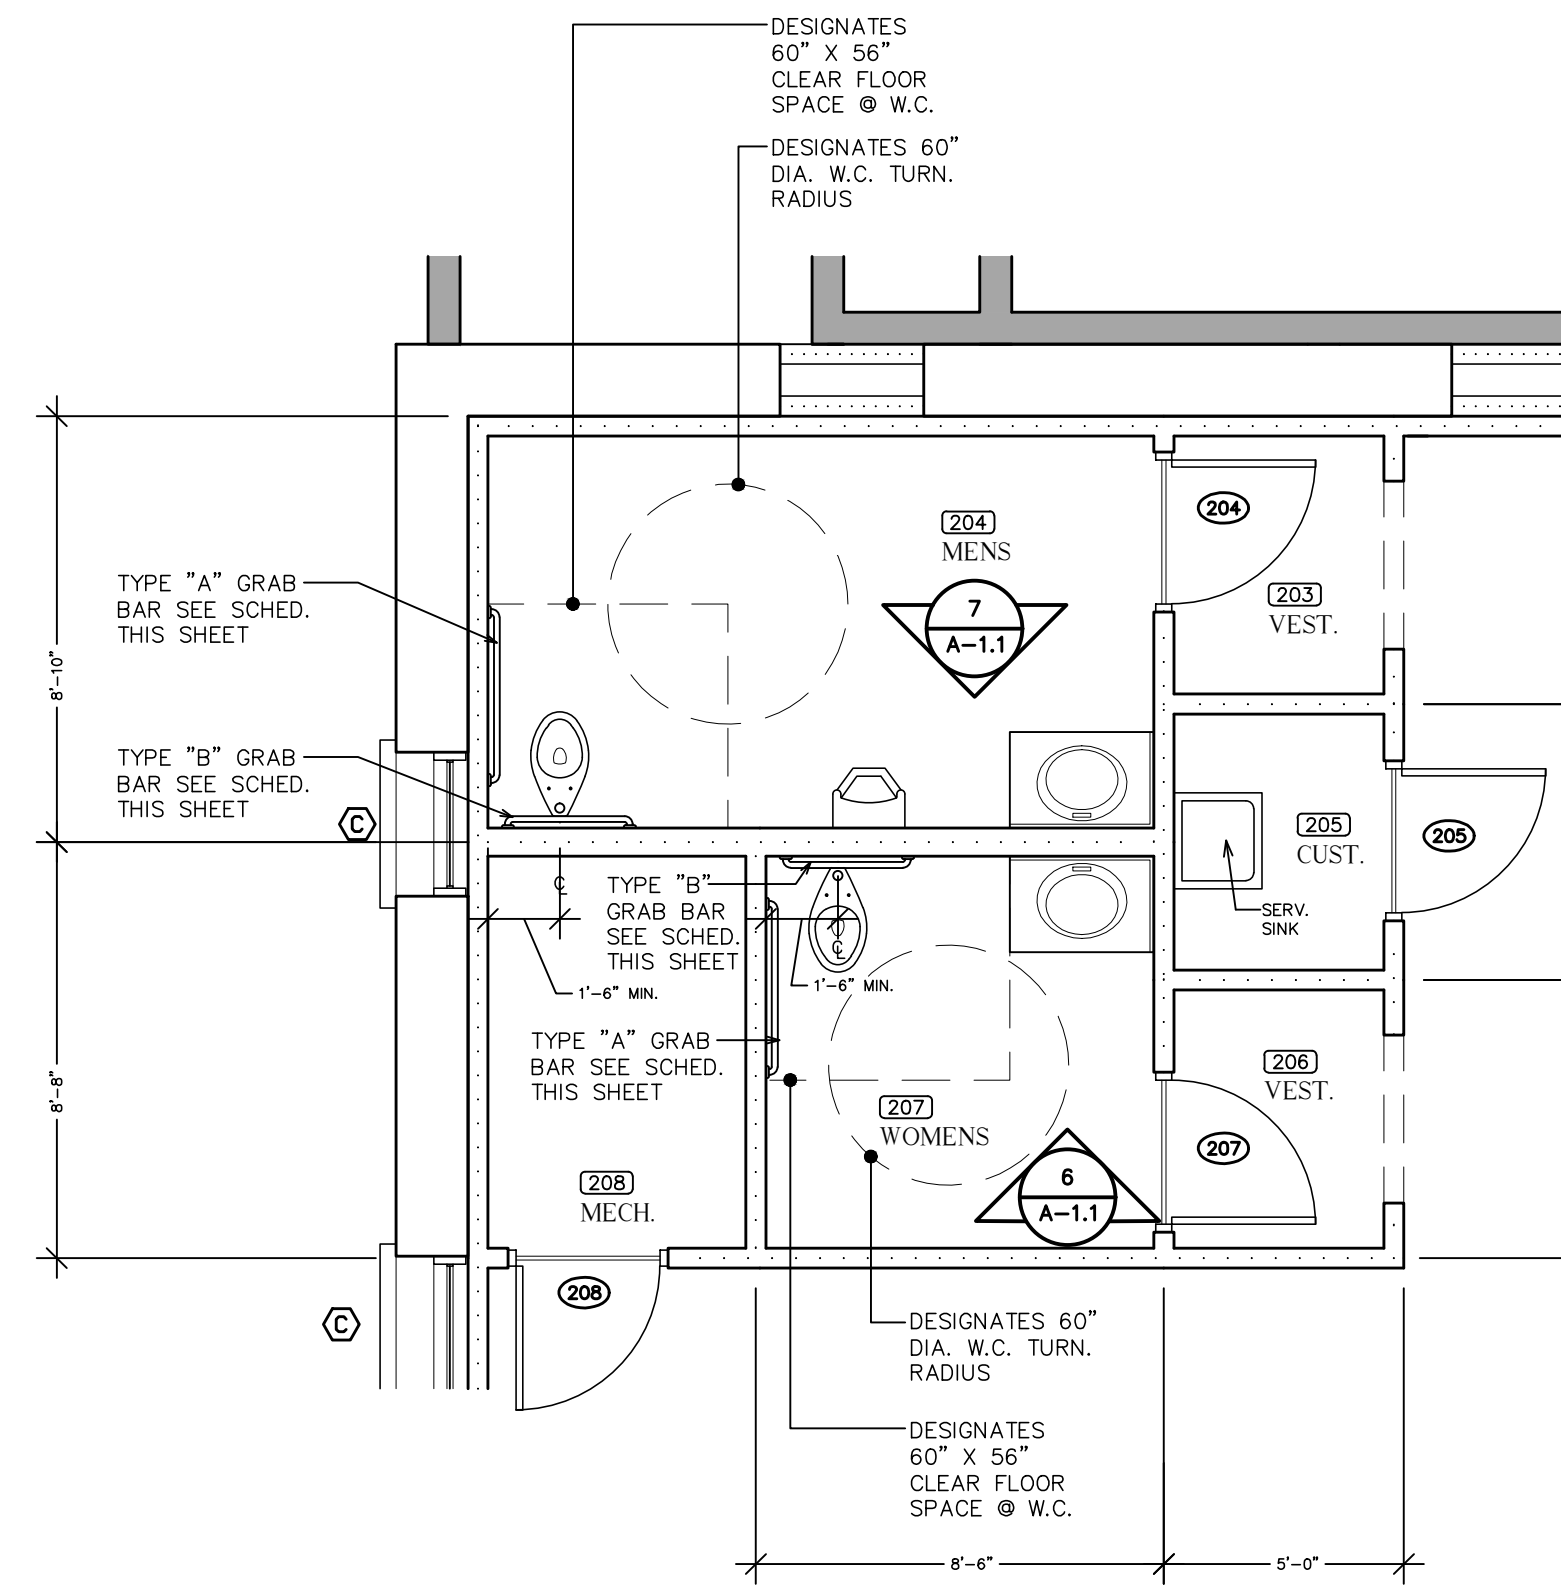 DESIGNATES
60" X 56"
CLEAR FLOOR
SPACE @ W.C.
DESIGNATES 60"
DIA. W.C. TURN.
RADIUS
204
204
MENS
7
A-1.1
203
VEST.
TYPE "A" GRAB
BAR SEE SCHED.
THIS SHEET
8'-10"
TYPE "B" GRAB
BAR SEE SCHED.
THIS SHEET
C
205
CUST.
205
SERV.
SINK
CL
TYPE "B"
GRAB BAR
SEE SCHED.
THIS SHEET
CL
1'-6" MIN.
1'-6" MIN.
TYPE "A" GRAB
BAR SEE SCHED.
THIS SHEET
8'-8"
206
VEST.
207
WOMENS
207
6
A-1.1
208
MECH.
208
C
DESIGNATES 60"
DIA. W.C. TURN.
RADIUS
DESIGNATES
60" X 56"
CLEAR FLOOR
SPACE @ W.C.
8'-6"
5'-0"